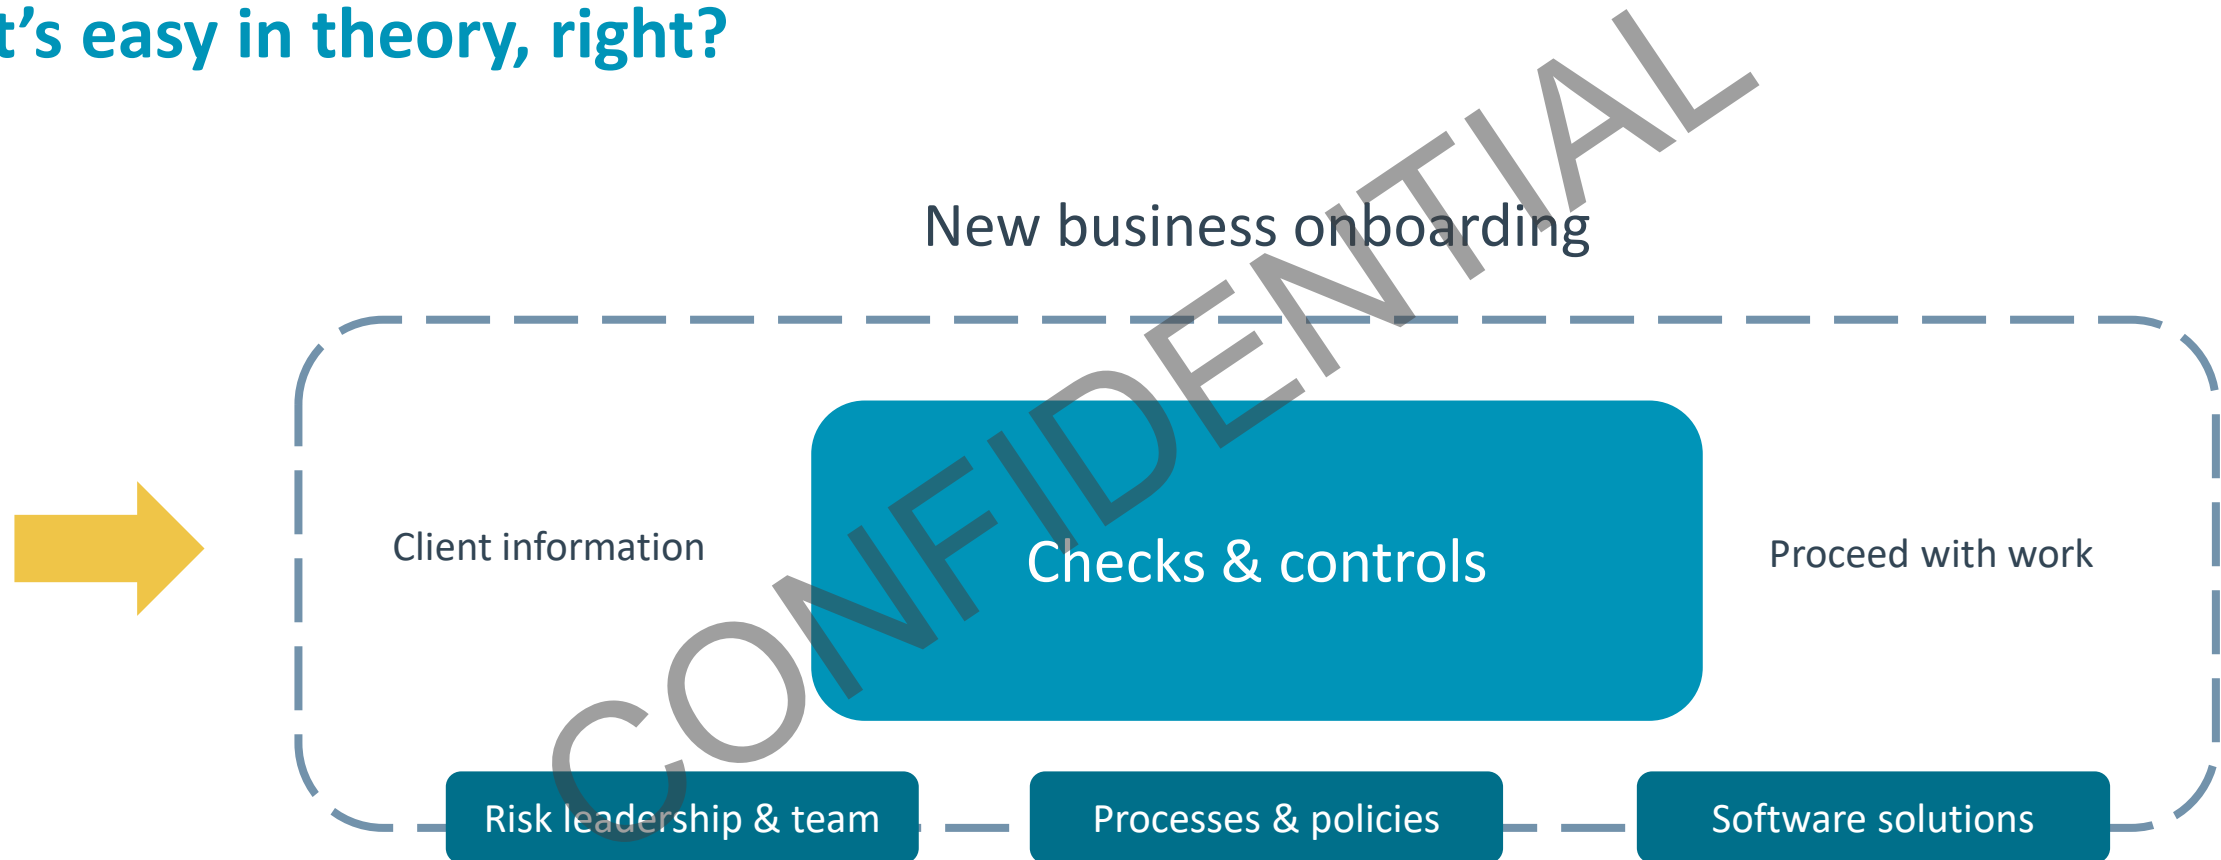 t’s easy in theory, right?
New business onboarding
Client information
Checks & controls
Proceed with work
Risk leadership & team
Processes & policies
Software solutions
CONFIDENTIAL